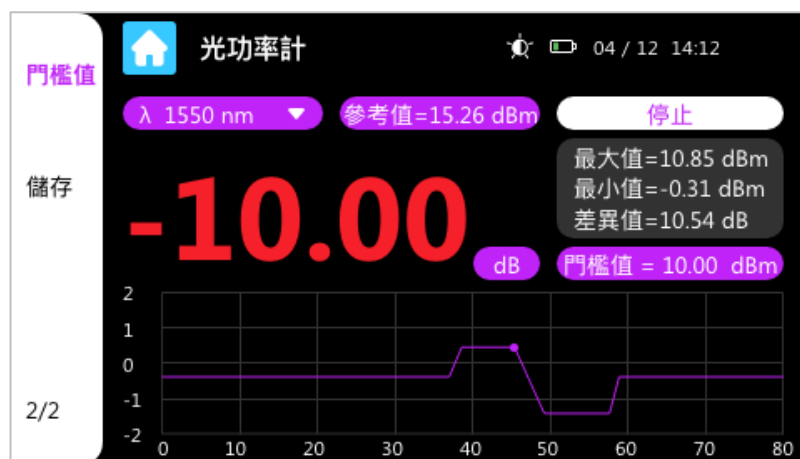 門檻值
儲存
2/2
光功率計
04 / 12 14:12
λ 1550 nm
參考值=15.26 dBm
停止
最大值=10.85 dBm
最小值=-0.31 dBm
差異值=10.54 dB
-10.00
dB
門檻值 = 10.00 dBm
2
1
0
-1
-2
0 10 20 30 40 50 60 70 80